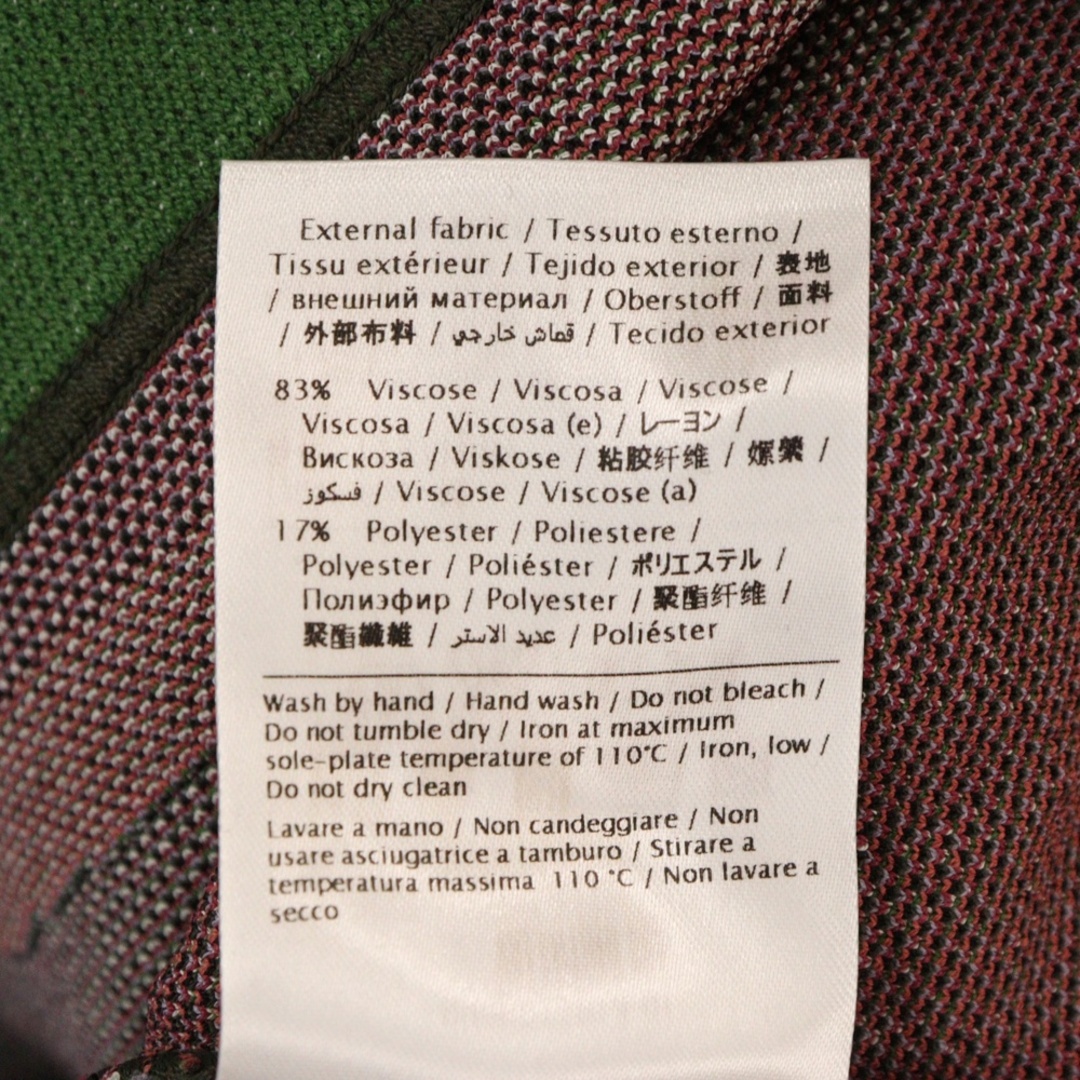 External fabric / Tessuto esterno /
Tissu extérieur / Tejido exterior / 表地
/ внешний материал / Oberstoff / 面料
/ 外部布料 / قماش خارجي / Tecido exterior
83% Viscose / Viscosa / Viscose /
Viscosa / Viscosa (e) / レーヨン /
Вискоза / Viskose / 粘胶纤维 / 嫘縈 /
فسكوز / Viscose / Viscose (a)
17% Polyester / Poliestere /
Polyester / Poliéster / ポリエステル /
Полиэфир / Polyester / 聚酯纤维 /
聚酯纖維 / عديد الاستر / Poliéster
Wash by hand / Hand wash / Do not bleach /
Do not tumble dry / Iron at maximum
sole-plate temperature of 110°C / Iron, low /
Do not dry clean
Lavare a mano / Non candeggiare / Non
usare asciugatrice a tamburo / Stirare a
temperatura massima 110 °C / Non lavare a
secco